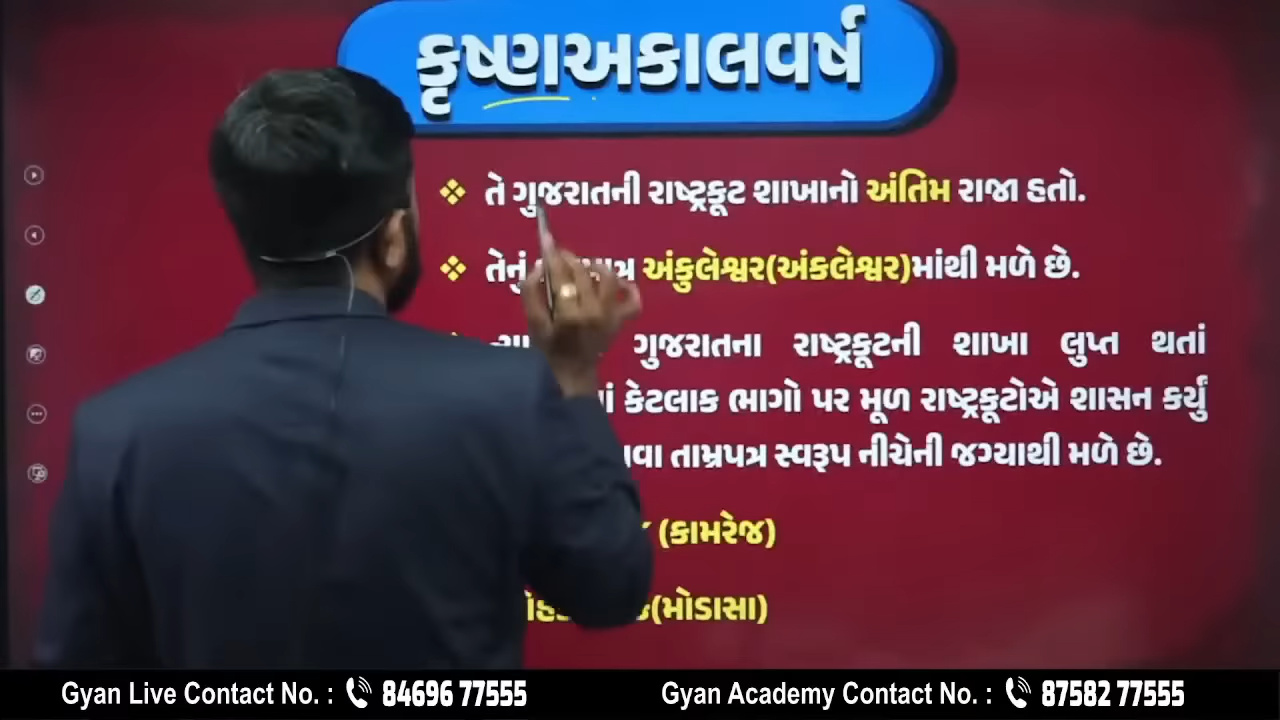 કૃષ્ણઅકાલવર્ષ
તે ગુજરાતની રાષ્ટ્રકૂટ શાખાનો અંતિમ રાજા હતો.
તેનું અંકુલેશ્વર(અંકલેશ્વર)માંથી મળે છે.
ગુજરાતના રાષ્ટ્રકૂટની શાખા લુપ્ત થતાં
કેટલાક ભાગો પર મૂળ રાષ્ટ્રકૂટોએ શાસન કર્યું
તામ્રપત્ર સ્વરૂપ નીચેની જગ્યાથી મળે છે.
(કામરેજ)
(મોડાસા)
Gyan Live Contact No. : 84696 77555
Gyan Academy Contact No. : 87582 77555